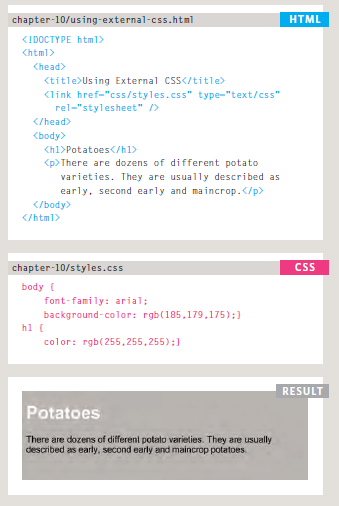 chapter-10/using-external-css.html HTML
<!DOCTYPE html>
<html>
<head>
<title>Using External CSS</title>
<link href="css/styles.css" type="text/css"
rel="stylesheet" />
</head>
<body>
<h1>Potatoes</h1>
<p>There are dozens of different potato
varieties. They are usually described as
early, second early and maincrop.</p>
</body>
</html>
chapter-10/styles.css CSS
body {
font-family: arial;
background-color: rgb(185,179,175);}
h1 {
color: rgb(255,255,255);}
RESULT
Potatoes
There are dozens of different potato varieties. They are usually
described as early, second early and maincrop potatoes.